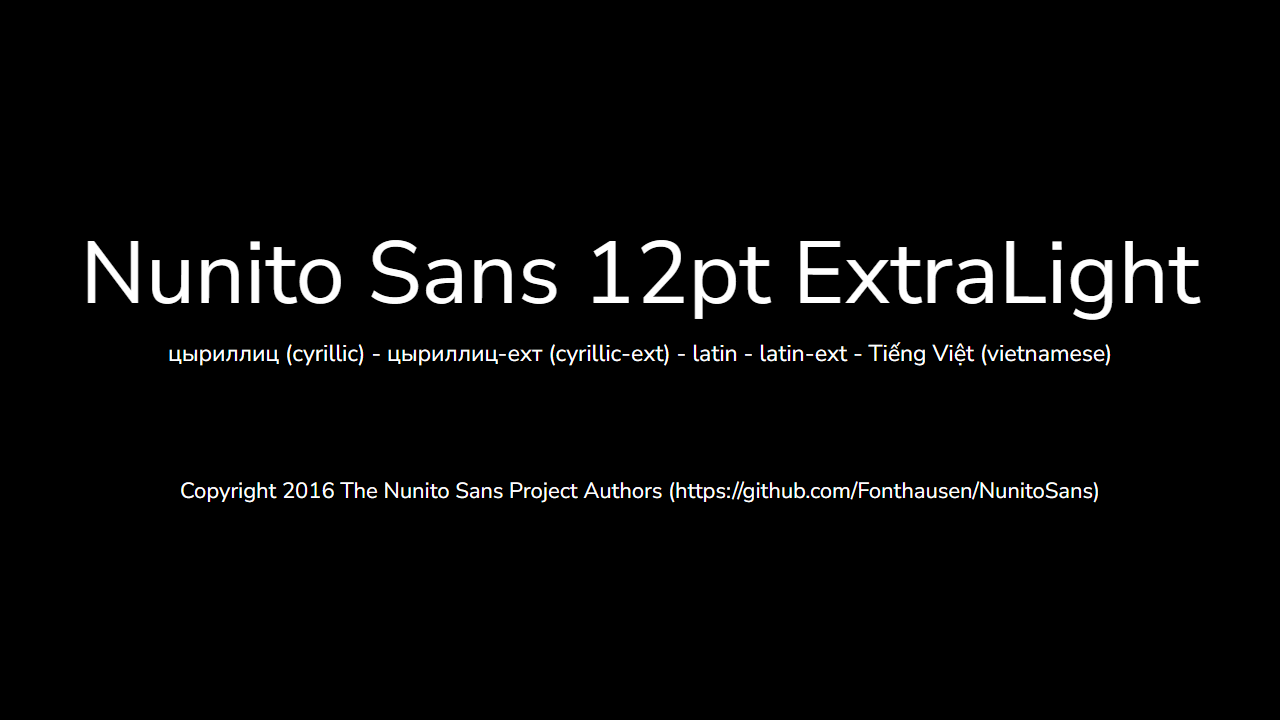 Nunito Sans 12pt ExtraLight
цыриллиц (cyrillic) - цыриллиц-ext (cyrillic-ext) - latin - latin-ext - Tiếng Việt (vietnamese)
Copyright 2016 The Nunito Sans Project Authors (https://github.com/Fonthausen/NunitoSans)